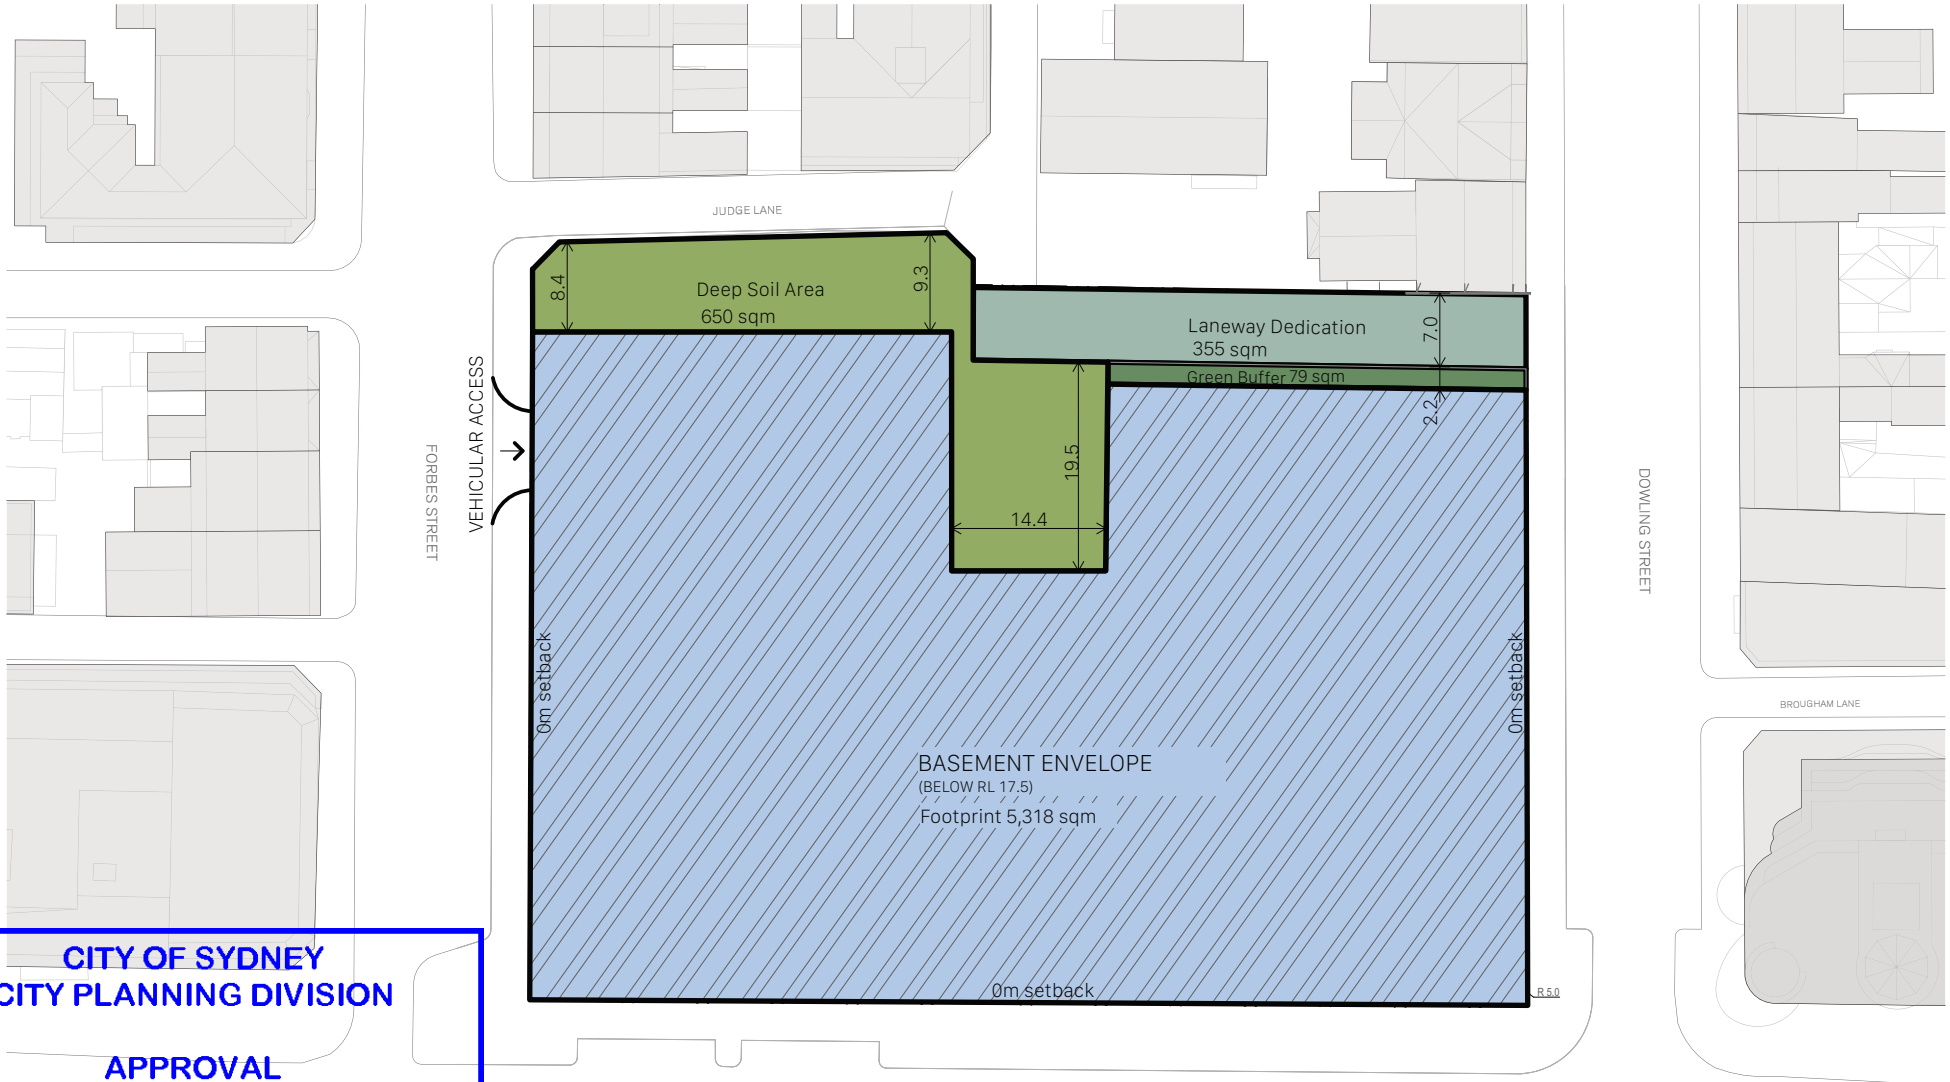 JUDGE LANE
8.4
9.3
Deep Soil Area
650 sqm
Laneway Dedication
355 sqm
7.0
Green Buffer 79 sqm
2.2
VEHICULAR ACCESS
FORBES STREET
19.5
14.4
DOWLING STREET
0m setback
0m setback
BROUGHAM LANE
BASEMENT ENVELOPE
(BELOW RL 17.5)
Footprint 5,318 sqm
0m setback
R 5.0
CITY OF SYDNEY
CITY PLANNING DIVISION
APPROVAL